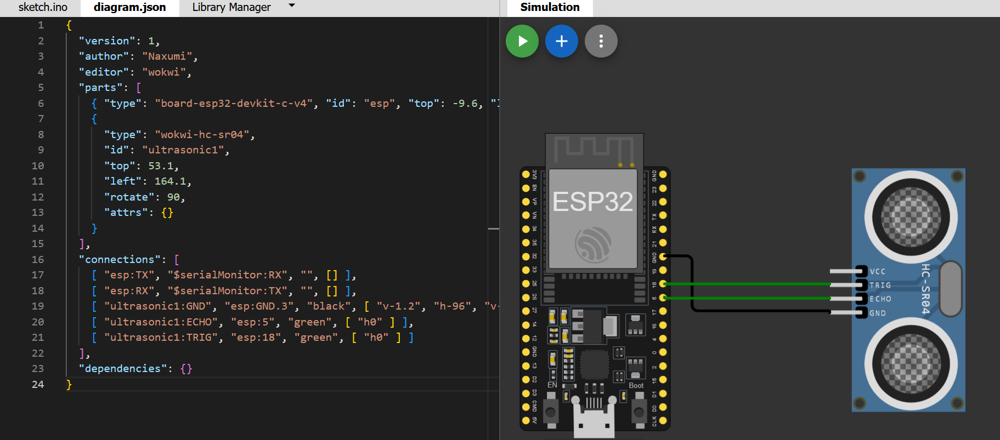 sketch.ino diagram.json Library Manager
Simulation
1 {
2 "version": 1,
3 "author": "Naxumi",
4 "editor": "wokwi",
5 "parts": [
6 { "type": "board-esp32-devkit-c-v4", "id": "esp", "top": -9.6, "l
7 {
8 "type": "wokwi-hc-sr04",
9 "id": "ultrasonic1",
10 "top": 53.1,
11 "left": 164.1,
12 "rotate": 90,
13 "attrs": {}
14 }
15 ],
16 "connections": [
17 [ "esp:TX", "$serialMonitor:RX", "", [] ],
18 [ "esp:RX", "$serialMonitor:TX", "", [] ],
19 [ "ultrasonic1:GND", "esp:GND.3", "black", [ "v-1.2", "h-96", "v-
20 [ "ultrasonic1:ECHO", "esp:5", "green", [ "h0" ] ],
21 [ "ultrasonic1:TRIG", "esp:18", "green", [ "h0" ] ]
22 ],
23 "dependencies": {}
24 }
ESP32
3V3
EN
VP
VN
34
35
32
33
25
26
27
14
12
GND
13
D2
D3
CMD
5V
GND
23
22
TX
RX
21
GND
19
18
5
17
16
4
0
2
15
D1
D0
CLK
EN
Boot
VCC
TRIG
ECHO
GND
HC-SR04